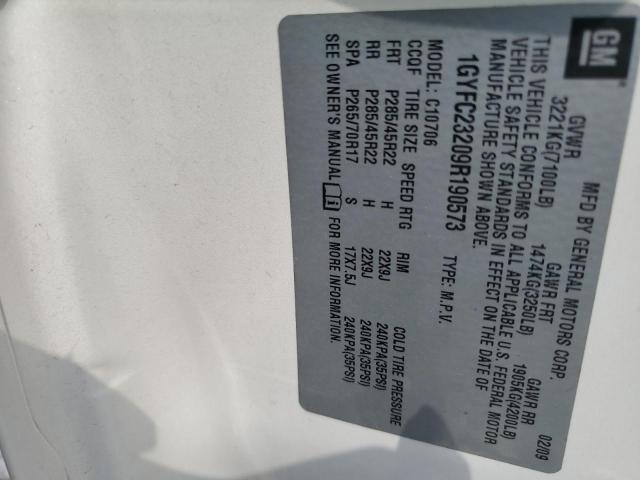 GM
MFD BY GENERAL MOTORS CORP. 02/09
GVWR GAWR FRT GAWR RR
3221KG(7100LB) 1474KG(3250LB) 1905KG(4200LB)
THIS VEHICLE CONFORMS TO ALL APPLICABLE U.S. FEDERAL MOTOR
VEHICLE SAFETY STANDARDS IN EFFECT ON THE DATE OF
MANUFACTURE SHOWN ABOVE.
1GYFC23209R190573 TYPE: M.P.V.
MODEL: C10706
CCQF TIRE SIZE SPEED RTG RIM COLD TIRE PRESSURE
FRT P285/45R22 H 22X9J 240KPA(35PSI)
RR P285/45R22 H 22X9J 240KPA(35PSI)
SPA P265/70R17 S 17X7.5J 240KPA(35PSI)
SEE OWNER'S MANUAL FOR MORE INFORMATION.